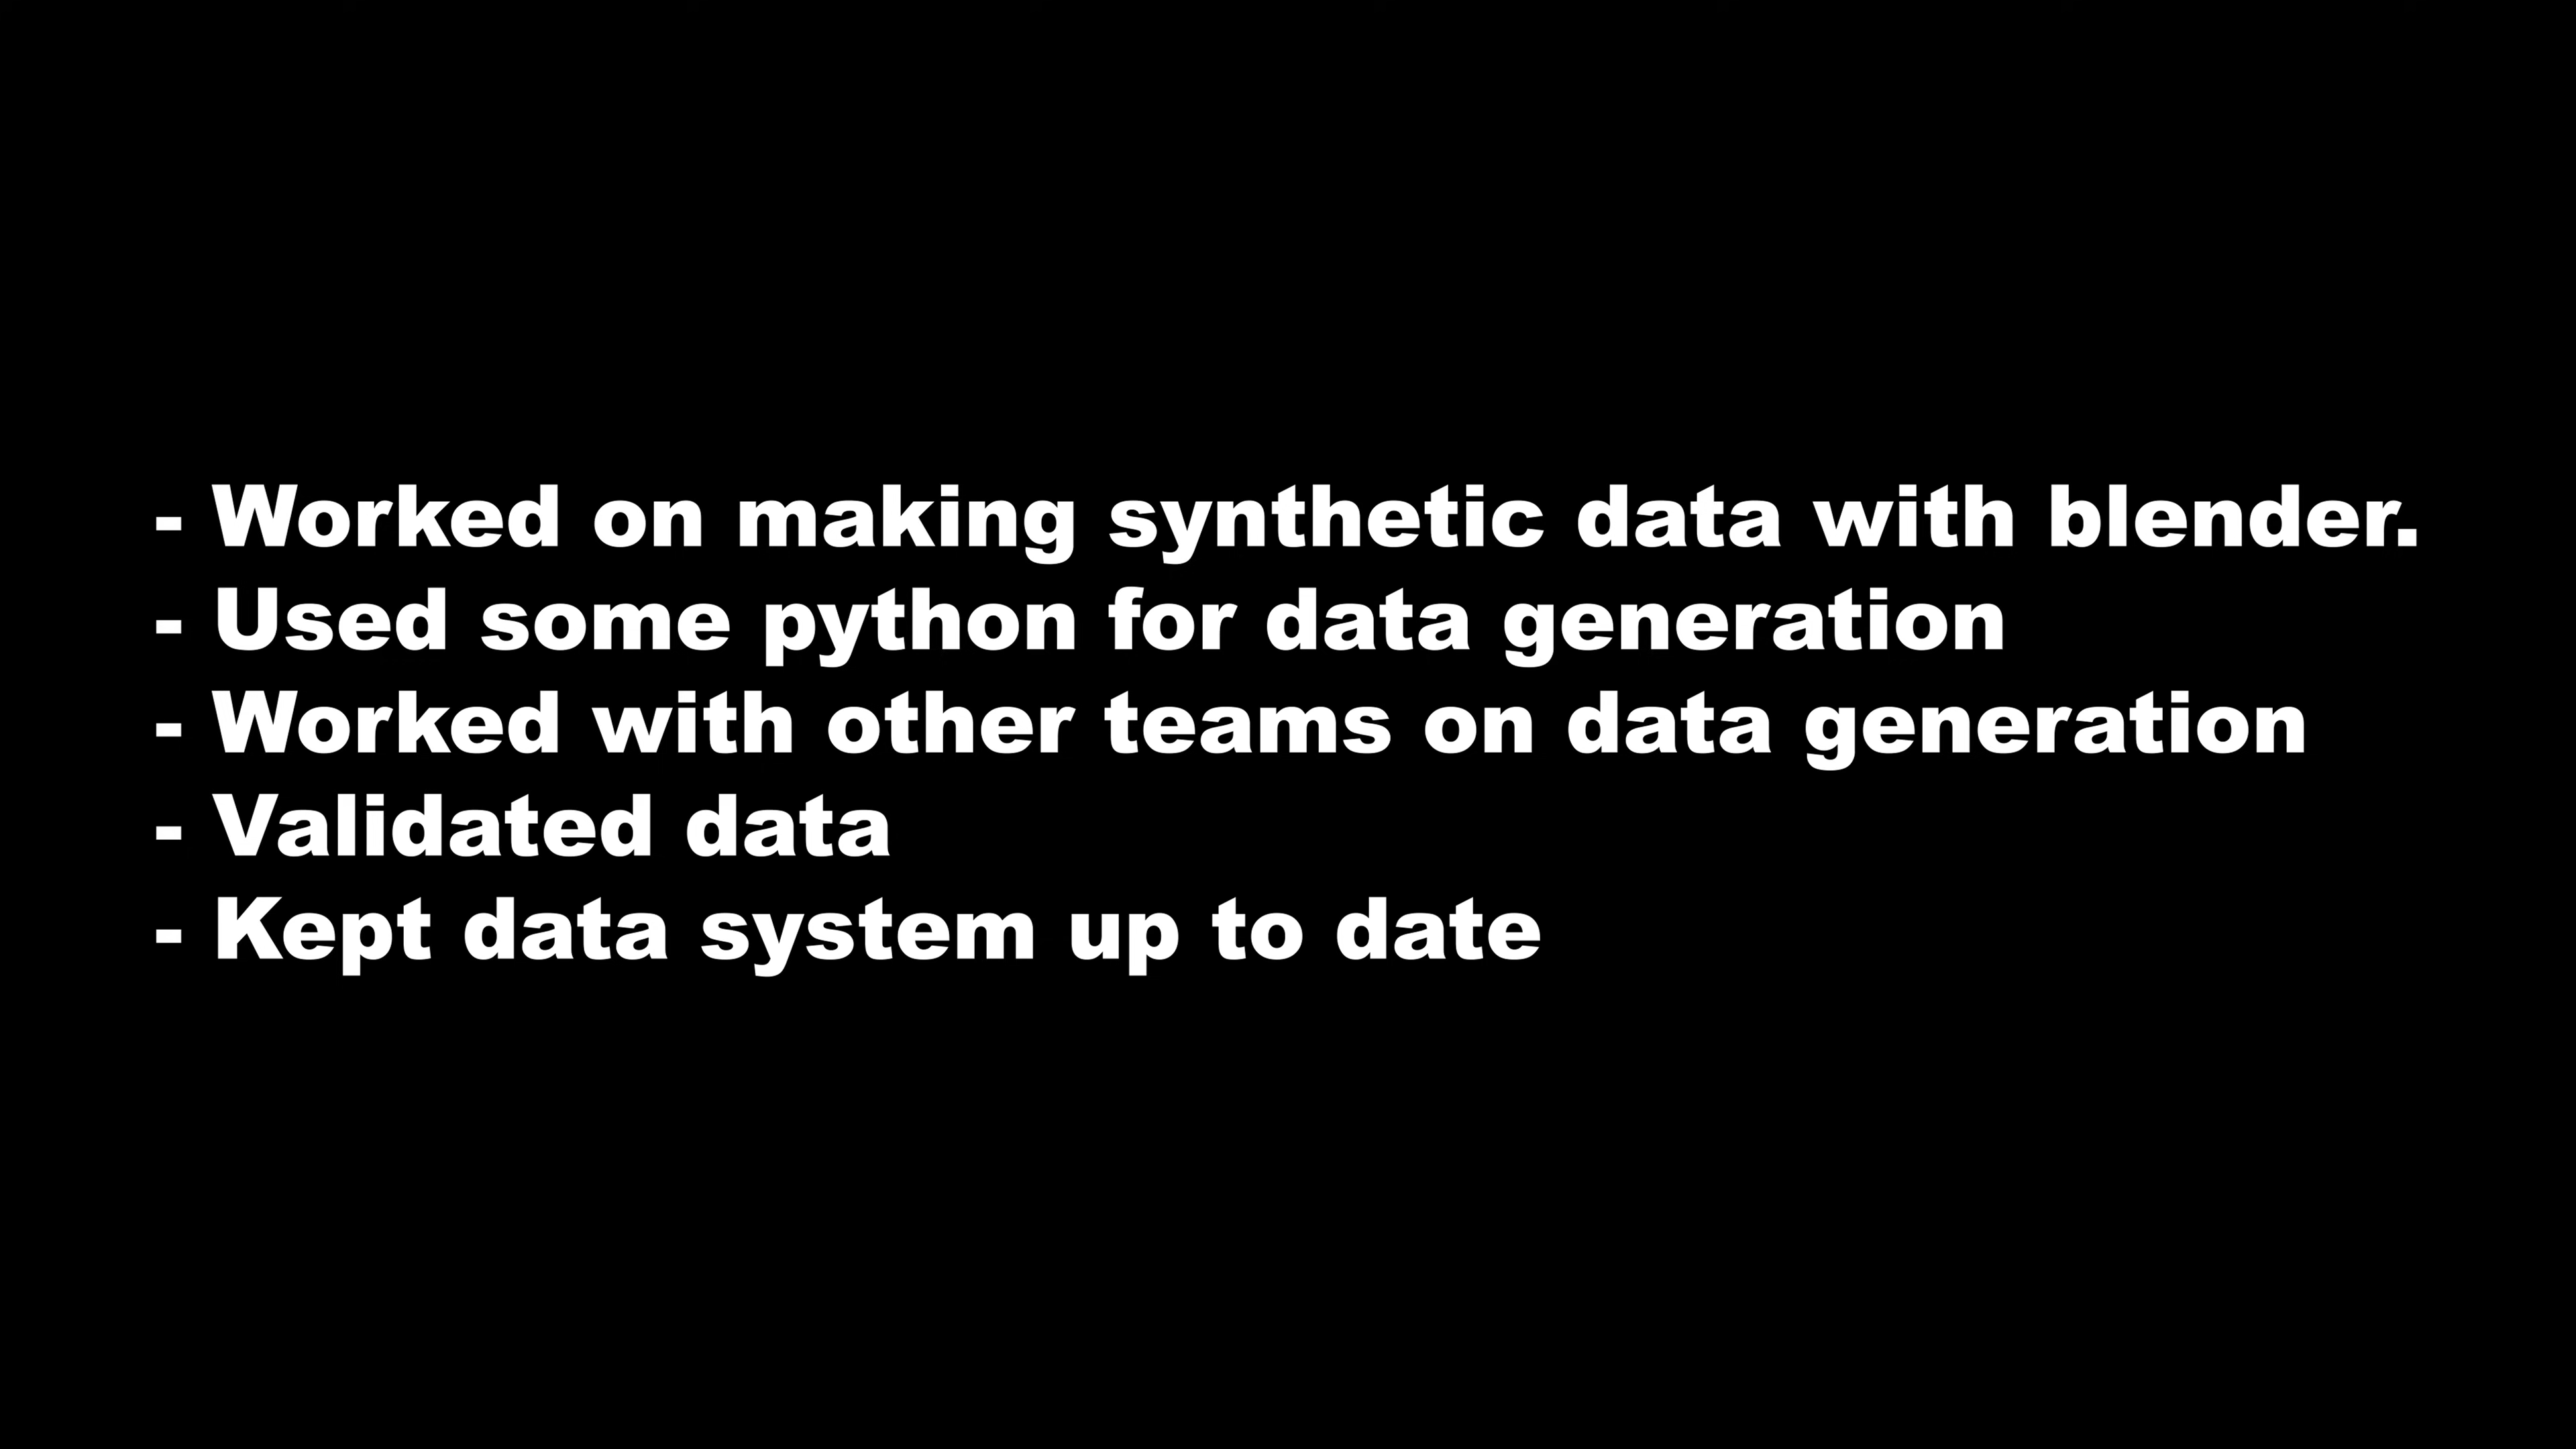 - Worked on making synthetic data with blender.
- Used some python for data generation
- Worked with other teams on data generation
- Validated data
- Kept data system up to date